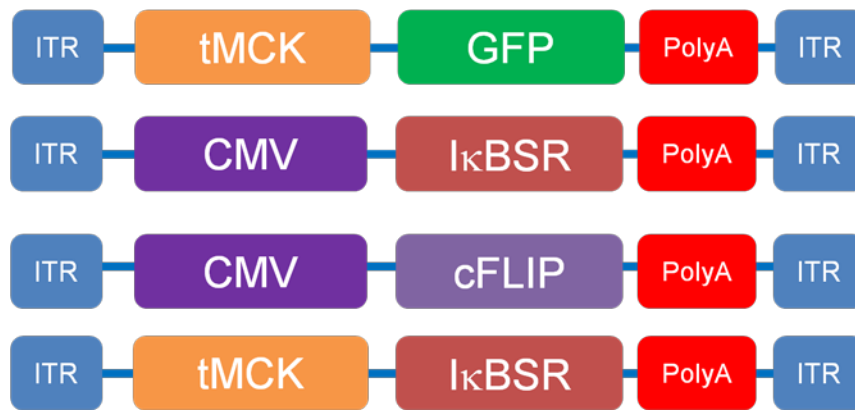 ITR tMCK GFP PolyA ITR
ITR CMV IκBSR PolyA ITR
ITR CMV cFLIP PolyA ITR
ITR tMCK IκBSR PolyA ITR